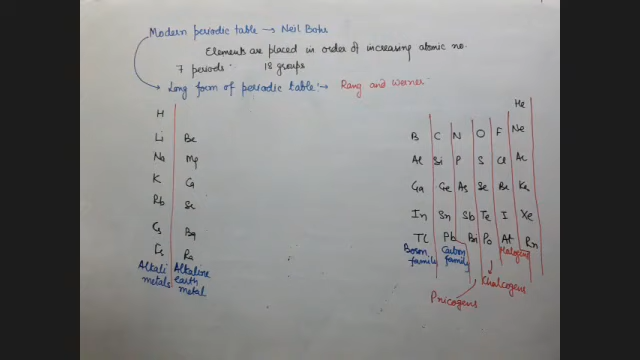 Modern periodic table → Neil Bohr
Elements are placed in order of increasing atomic no.
7 periods. 18 groups
Long form of periodic table:→ Rang and Werner
He
H
Li Be B C N O F Ne
Na Mg Al Si P S Cl Ar
K Ca Ga Ge As Se Br Kr
Rb Sr In Sn Sb Te I Xe
Cs Ba Tl Pb Bi Po At Rn
Fr Ra Boron family Carbon family Halogens
Alkali metals Alkaline earth metal
Khalcogens
Pnicogens